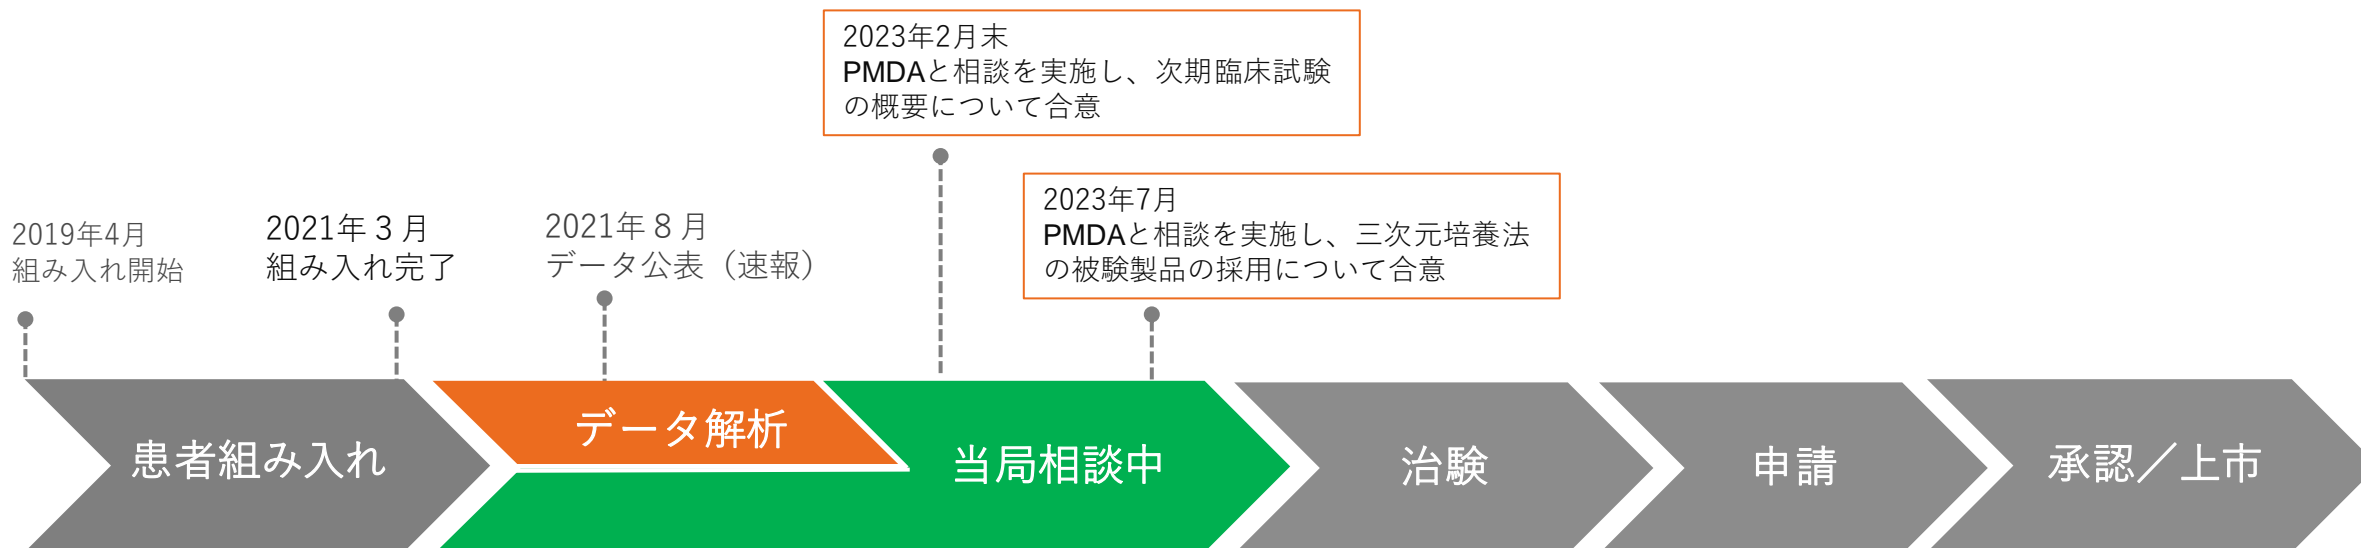 2023年2月末
PMDAと相談を実施し、次期臨床試験
の概要について合意
2023年7月
PMDAと相談を実施し、三次元培養法
の被験製品の採用について合意
2019年4月
組み入れ開始
2021年３月
組み入れ完了
2021年８月
データ公表（速報）
患者組み入れ
データ解析
当局相談中
治験
申請
承認／上市